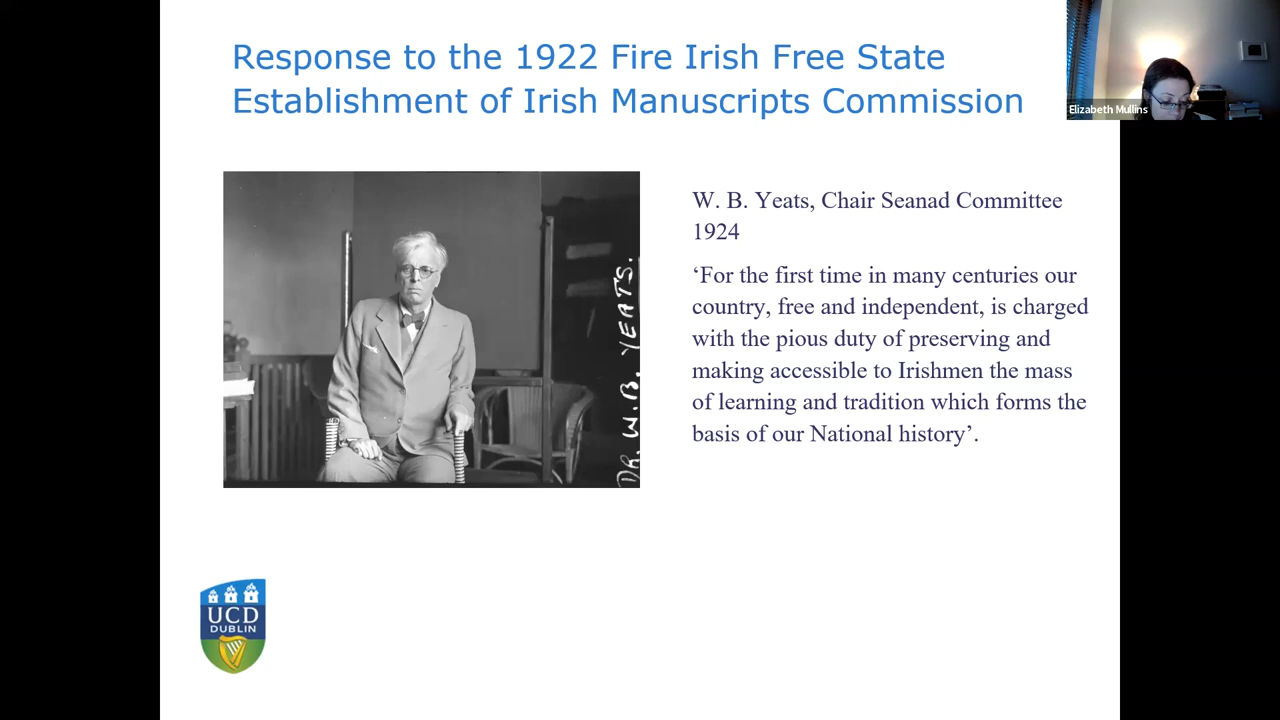 Response to the 1922 Fire Irish Free State
Establishment of Irish Manuscripts Commission
Elizabeth Mullins
W. B. Yeats, Chair Seanad Committee
1924
‘For the first time in many centuries our
country, free and independent, is charged
with the pious duty of preserving and
making accessible to Irishmen the mass
of learning and tradition which forms the
basis of our National history’.
DR. W. B. YEATS.
UCD
DUBLIN